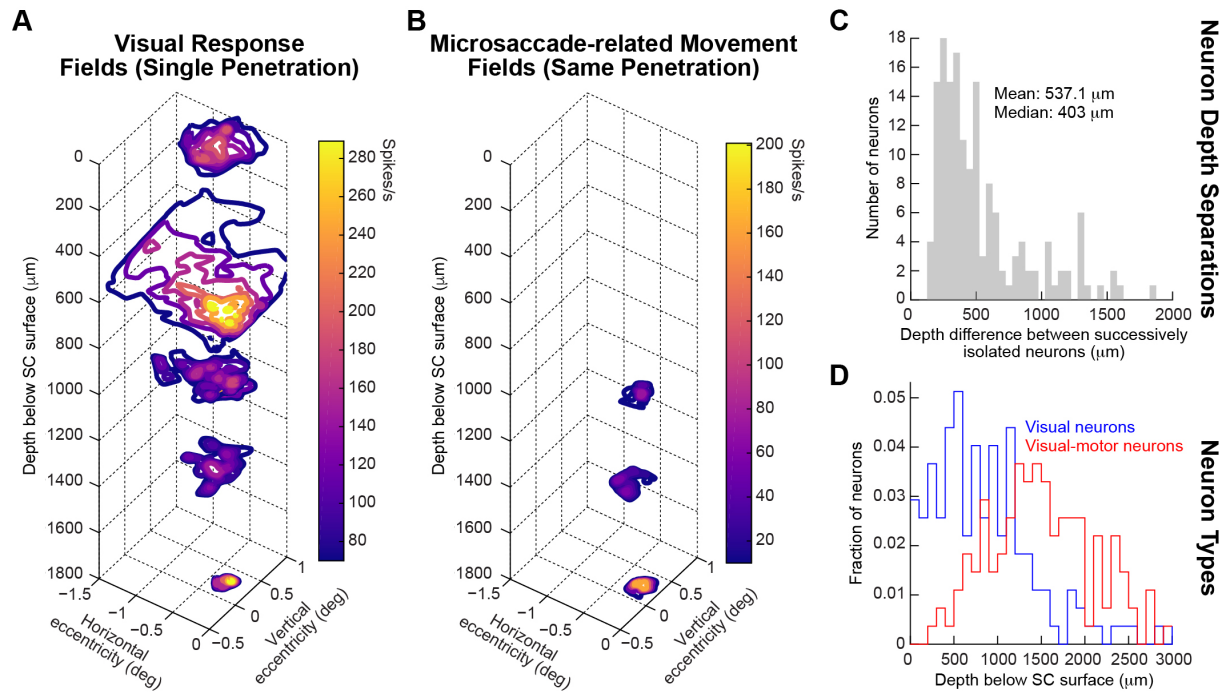 A
Visual Response
Fields (Single Penetration)
0
200
400
600
800
1000
1200
1400
1600
1800
Depth below SC surface (μm)
−1.5
−1
−0.5
0
Horizontal
eccentricity (deg)
−0.5
0
0.5
1
Vertical
eccentricity (deg)
280
260
240
220
200
180
160
140
120
100
80
Spikes/s
B
Microsaccade-related Movement
Fields (Same Penetration)
0
200
400
600
800
1000
1200
1400
1600
1800
Depth below SC surface (μm)
−1.5
−1
−0.5
0
Horizontal
eccentricity (deg)
−0.5
0
0.5
1
Vertical
eccentricity (deg)
200
180
160
140
120
100
80
60
40
20
Spikes/s
C
18
16
14
12
10
8
6
4
2
0
Number of neurons
Mean: 537.1 μm
Median: 403 μm
0 500 1000 1500 2000
Depth difference between successively
isolated neurons (μm)
Neuron Depth Separations
D
0.05
0.04
0.03
0.02
0.01
0
Fraction of neurons
Visual neurons
Visual-motor neurons
0 500 1000 1500 2000 2500 3000
Depth below SC surface (μm)
Neuron Types